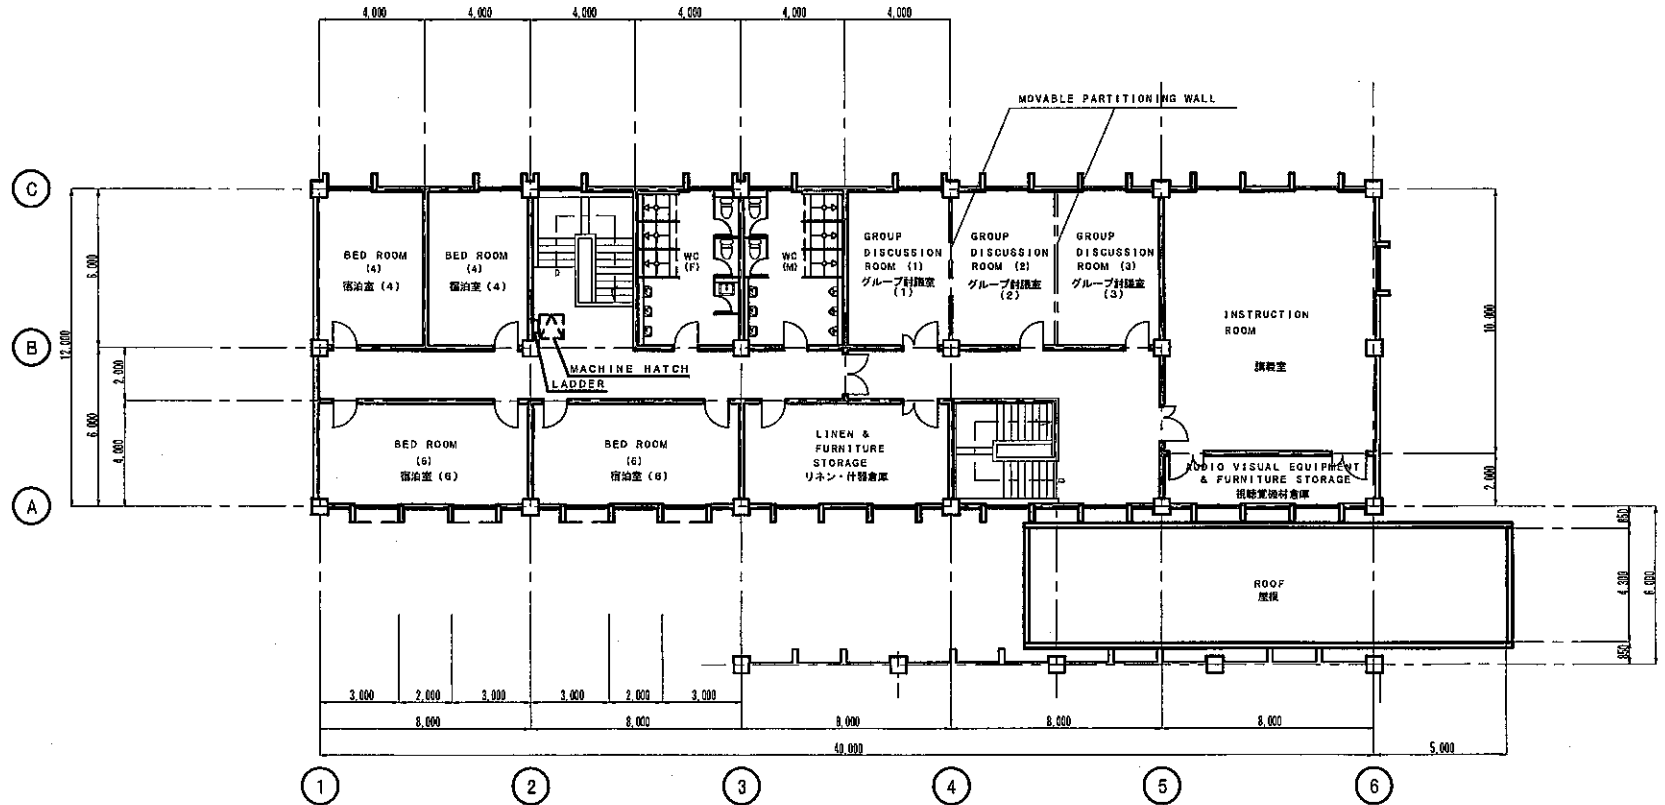 4,000 4,000 4,000 4,000 4,000 4,000
MOVABLE PARTITIONING WALL
C
B
A
12,000
6,000
6,000
2,000
4,000
BED ROOM
(4)
宿泊室 (4)
BED ROOM
(4)
宿泊室 (4)
D
WC
(F)
WC
(M)
GROUP
DISCUSSION
ROOM (1)
グループ討議室
(1)
GROUP
DISCUSSION
ROOM (2)
グループ討議室
(2)
GROUP
DISCUSSION
ROOM (3)
グループ討議室
(3)
INSTRUCTION
ROOM
10,000
2,000
MACHINE HATCH
LADDER
BED ROOM
(6)
宿泊室 (6)
BED ROOM
(6)
宿泊室 (6)
LINEN &
FURNITURE
STORAGE
リネン・什器倉庫
D
AUDIO VISUAL EQUIPMENT
& FURNITURE STORAGE
視聴覚機材倉庫
ROOF
屋根
850
4,300
850
6,000
3,000 2,000 3,000 3,000 2,000 3,000
8,000 8,000 8,000 8,000 8,000
40,000 5,000
1 2 3 4 5 6